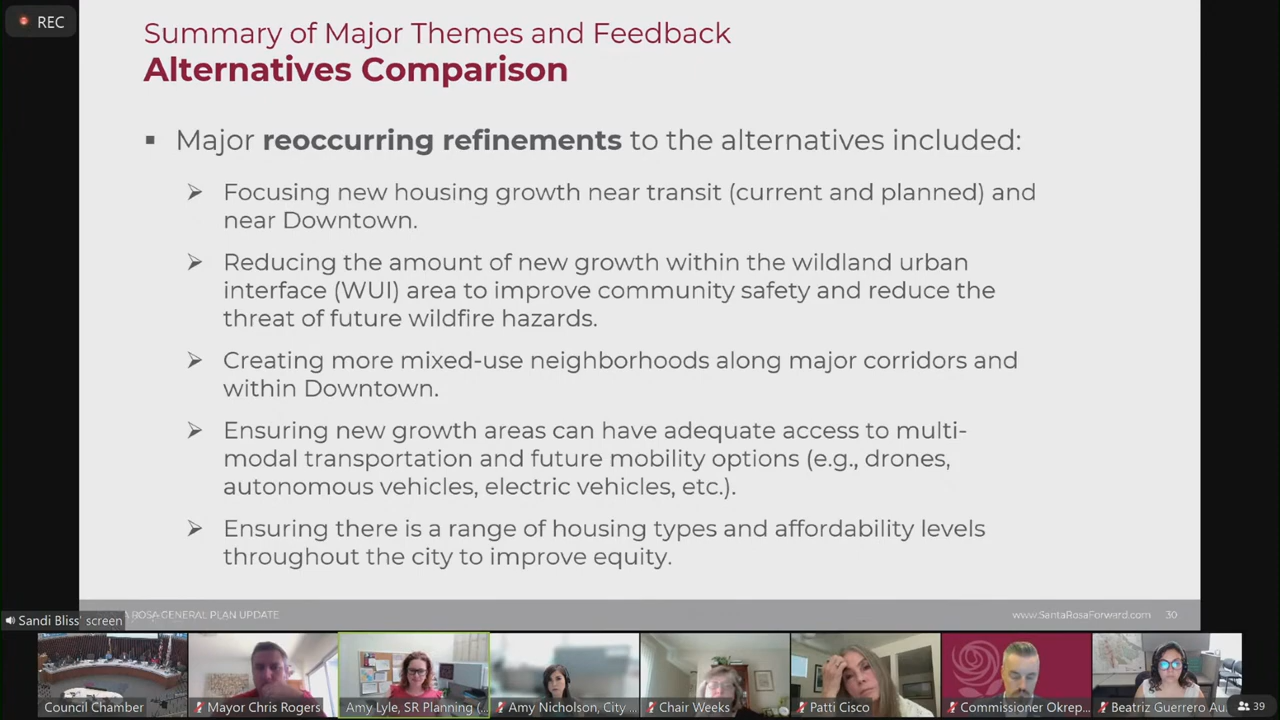 REC
Summary of Major Themes and Feedback
Alternatives Comparison
▪ Major reoccurring refinements to the alternatives included:
➢ Focusing new housing growth near transit (current and planned) and
near Downtown.
➢ Reducing the amount of new growth within the wildland urban
interface (WUI) area to improve community safety and reduce the
threat of future wildfire hazards.
➢ Creating more mixed-use neighborhoods along major corridors and
within Downtown.
➢ Ensuring new growth areas can have adequate access to multi-
modal transportation and future mobility options (e.g., drones,
autonomous vehicles, electric vehicles, etc.).
➢ Ensuring there is a range of housing types and affordability levels
throughout the city to improve equity.
Sandi Bliss' screen
A ROSA GENERAL PLAN UPDATE
www.SantaRosaForward.com 30
Council Chamber
Mayor Chris Rogers
Amy Lyle, SR Planning (...
Amy Nicholson, City ...
Chair Weeks
Patti Cisco
Commissioner Okrep...
Beatriz Guerrero Au...
39